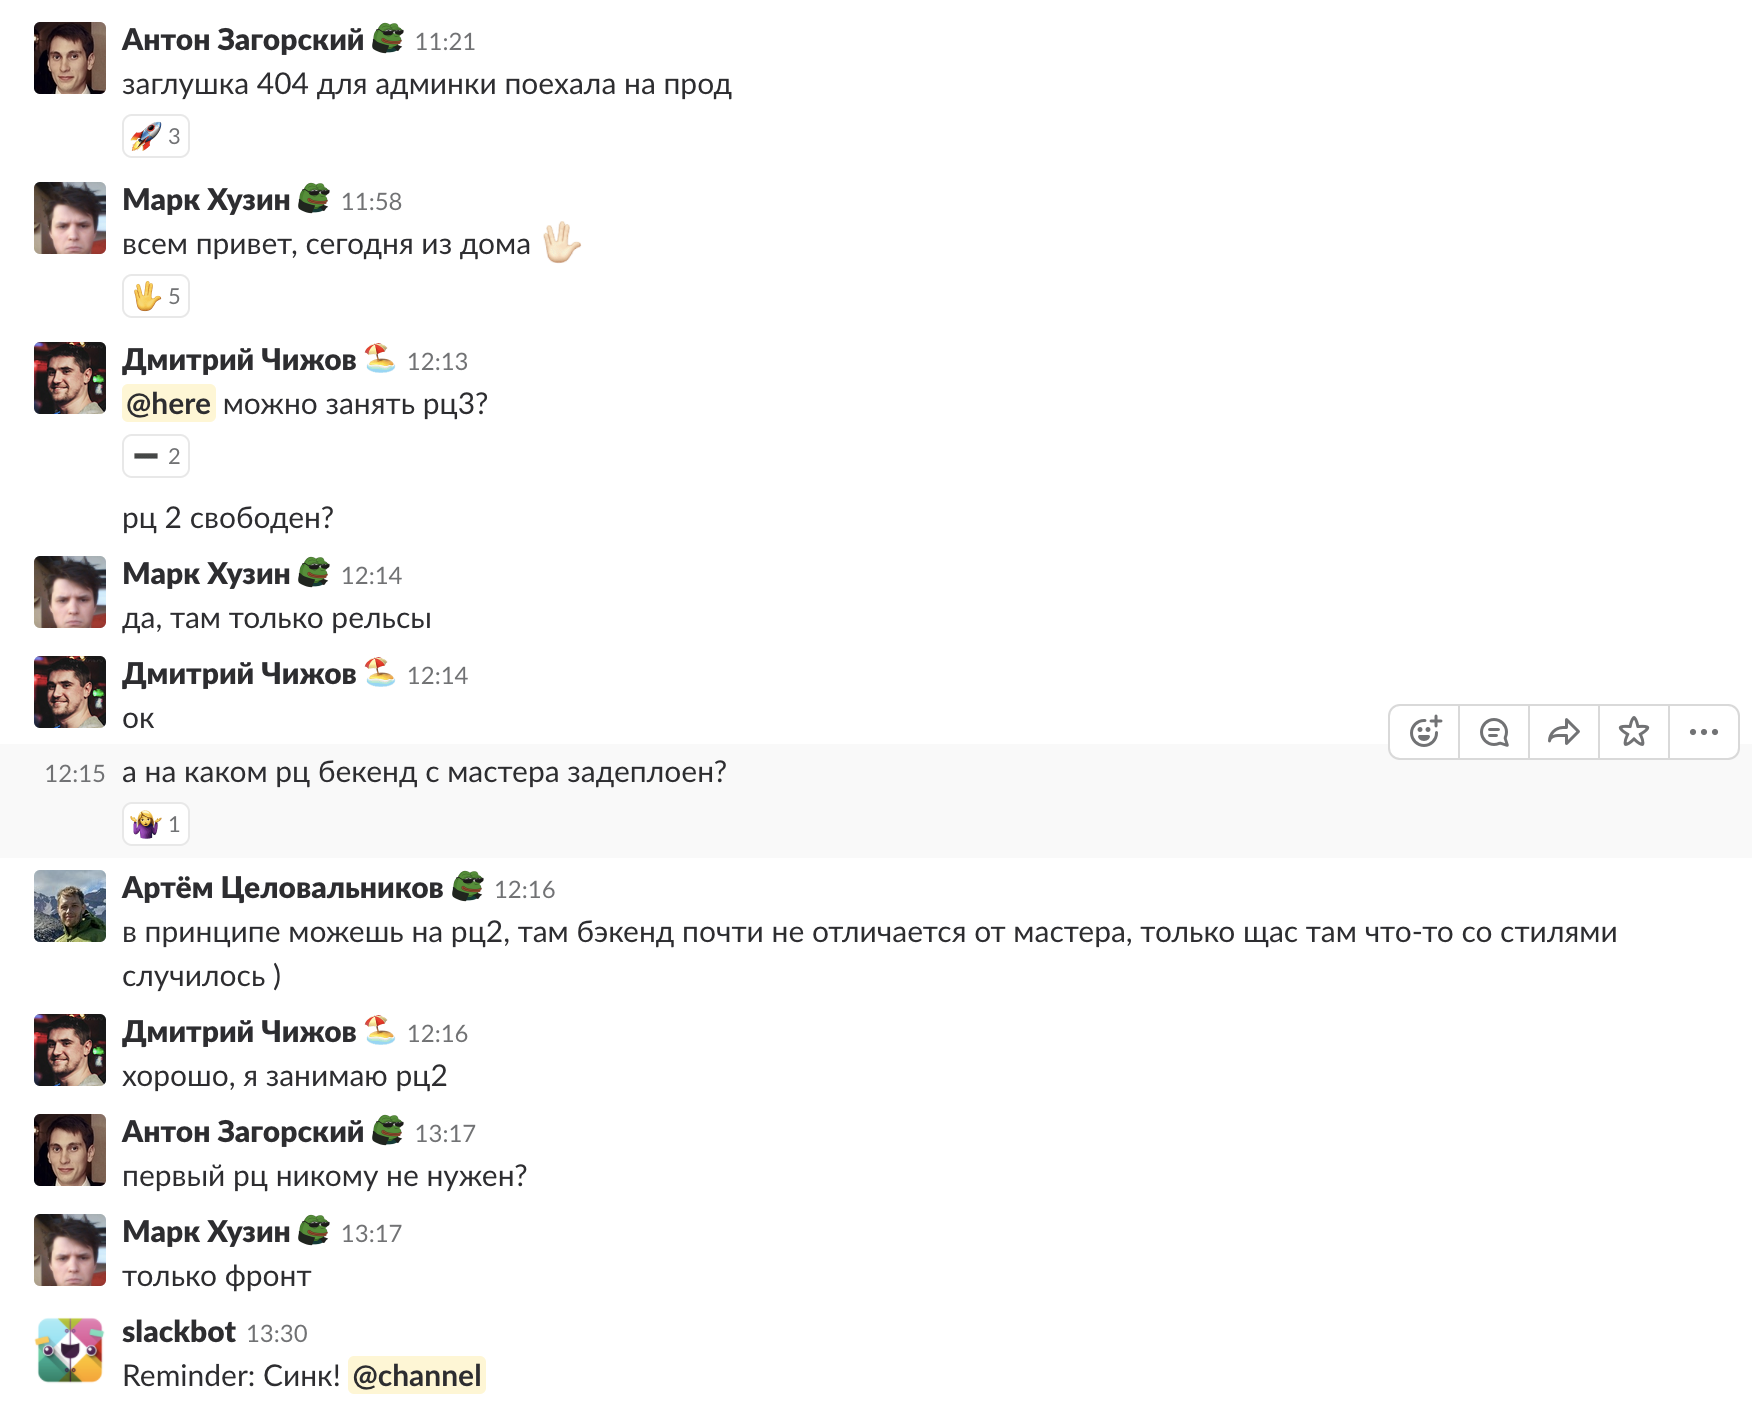 Антон Загорский 11:21
заглушка 404 для админки поехала на прод
3
Марк Хузин 11:58
всем привет, сегодня из дома
5
Дмитрий Чижов 12:13
@here можно занять рц3?
2
рц 2 свободен?
Марк Хузин 12:14
да, там только рельсы
Дмитрий Чижов 12:14
ок
12:15 а на каком рц бекенд с мастера задеплоен?
1
Артём Целовальников 12:16
в принципе можешь на рц2, там бэкенд почти не отличается от мастера, только щас там что-то со стилями
случилось )
Дмитрий Чижов 12:16
хорошо, я занимаю рц2
Антон Загорский 13:17
первый рц никому не нужен?
Марк Хузин 13:17
только фронт
slackbot 13:30
Reminder: Синк! @channel